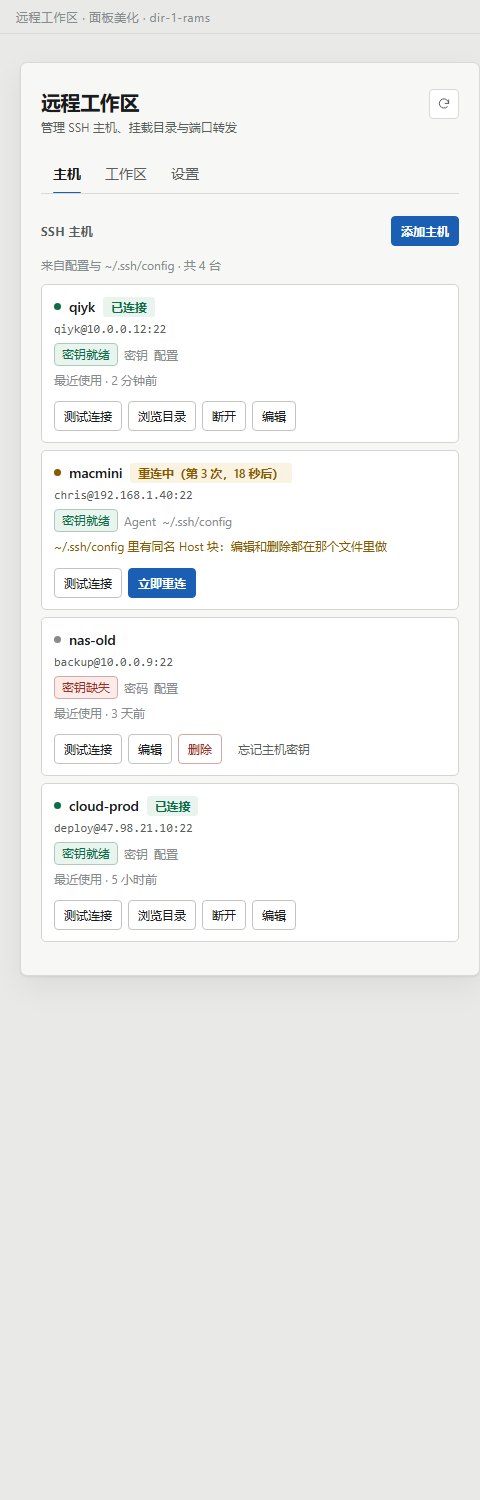 远程工作区 · 面板美化 · dir-1-rams
远程工作区
管理 SSH 主机、挂载目录与端口转发
主机 工作区 设置
SSH 主机 添加主机
来自配置与 ~/.ssh/config · 共 4 台
qiyk 已连接
qiyk@10.0.0.12:22
密钥就绪 密钥 配置
最近使用 · 2 分钟前
测试连接 浏览目录 断开 编辑
macmini 重连中（第 3 次，18 秒后）
chris@192.168.1.40:22
密钥就绪 Agent ~/.ssh/config
~/.ssh/config 里有同名 Host 块：编辑和删除都在那个文件里做
测试连接 立即重连
nas-old
backup@10.0.0.9:22
密钥缺失 密码 配置
最近使用 · 3 天前
测试连接 编辑 删除 忘记主机密钥
cloud-prod 已连接
deploy@47.98.21.10:22
密钥就绪 密钥 配置
最近使用 · 5 小时前
测试连接 浏览目录 断开 编辑